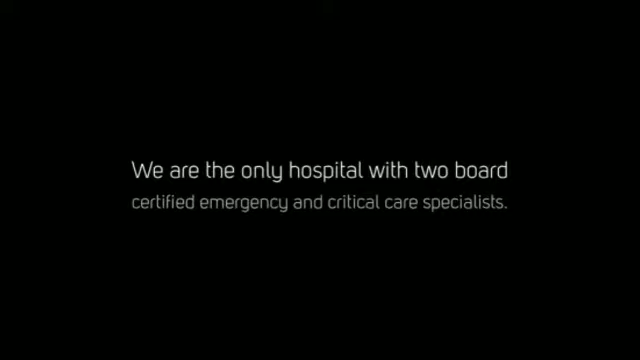 We are the only hospital with two board
certified emergency and critical care specialists.